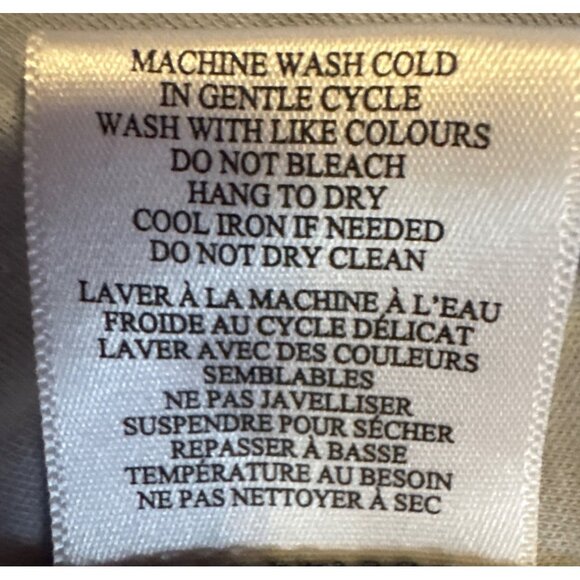 MACHINE WASH COLD
IN GENTLE CYCLE
WASH WITH LIKE COLOURS
DO NOT BLEACH
HANG TO DRY
COOL IRON IF NEEDED
DO NOT DRY CLEAN
LAVER À LA MACHINE À L'EAU
FROIDE AU CYCLE DÉLICAT
LAVER AVEC DES COULEURS
SEMBLABLES
NE PAS JAVELLISER
SUSPENDRE POUR SÉCHER
REPASSER À BASSE
TEMPÉRATURE AU BESOIN
NE PAS NETTOYER À SEC